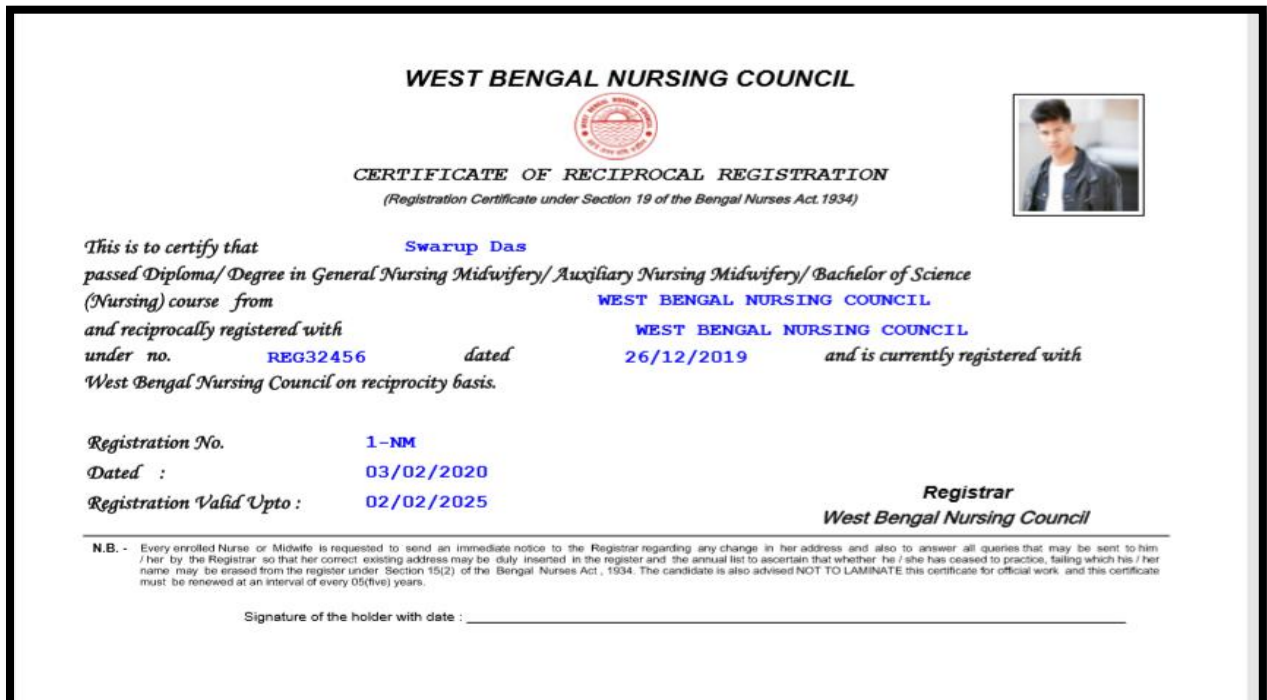 WEST BENGAL NURSING COUNCIL
CERTIFICATE OF RECIPROCAL REGISTRATION
(Registration Certificate under Section 19 of the Bengal Nurses Act.1934)
This is to certify that Swarup Das
passed Diploma/ Degree in General Nursing Midwifery/ Auxiliary Nursing Midwifery/ Bachelor of Science
(Nursing) course from WEST BENGAL NURSING COUNCIL
and reciprocally registered with WEST BENGAL NURSING COUNCIL
under no. REG32456 dated 26/12/2019 and is currently registered with
West Bengal Nursing Council on reciprocity basis.
Registration No. 1-NM
Dated : 03/02/2020
Registration Valid Upto : 02/02/2025
Registrar
West Bengal Nursing Council
N.B. - Every enrolled Nurse or Midwife is requested to send an immediate notice to the Registrar regarding any change in her address and also to answer all queries that may be sent to him
/ her by the Registrar so that her correct existing address may be duly inserted in the register and the annual list to ascertain that whether he / she has ceased to practice, failing which his / her
name may be erased from the register under Section 15(2) of the Bengal Nurses Act , 1934. The candidate is also advised NOT TO LAMINATE this certificate for official work and this certificate
must be renewed at an interval of every 05(five) years.
Signature of the holder with date :